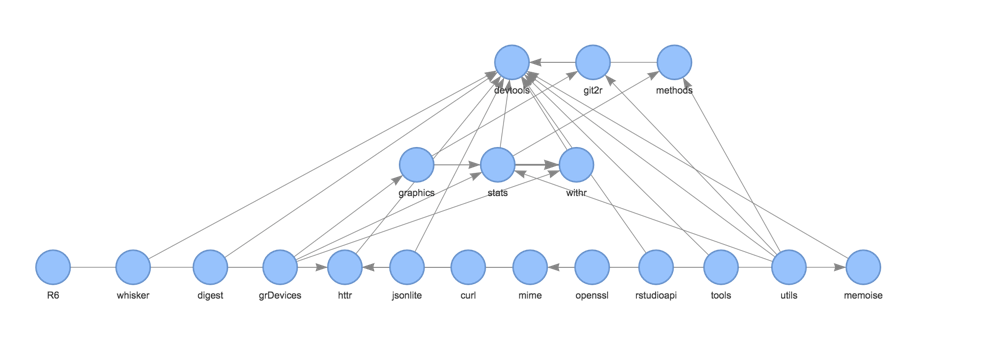 devtools git2r methods
graphics stats withr
R6 whisker digest grDevices httr jsonlite curl mime openssl rstudioapi tools utils memoise